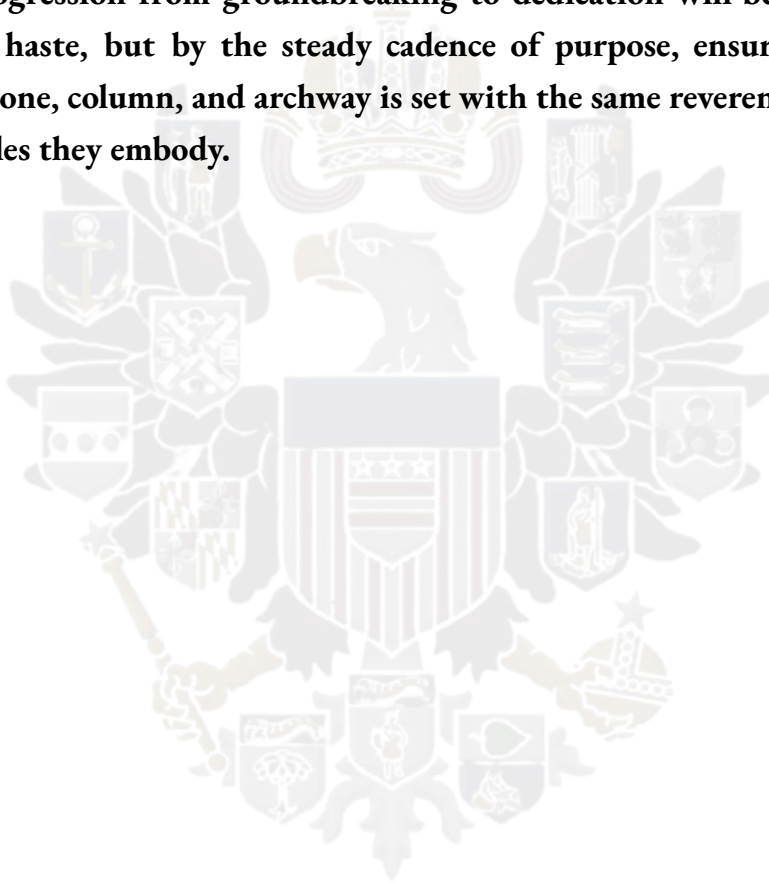 gression from groundbreaking to dedication will be
haste, but by the steady cadence of purpose, ensur
one, column, and archway is set with the same reveren
les they embody.